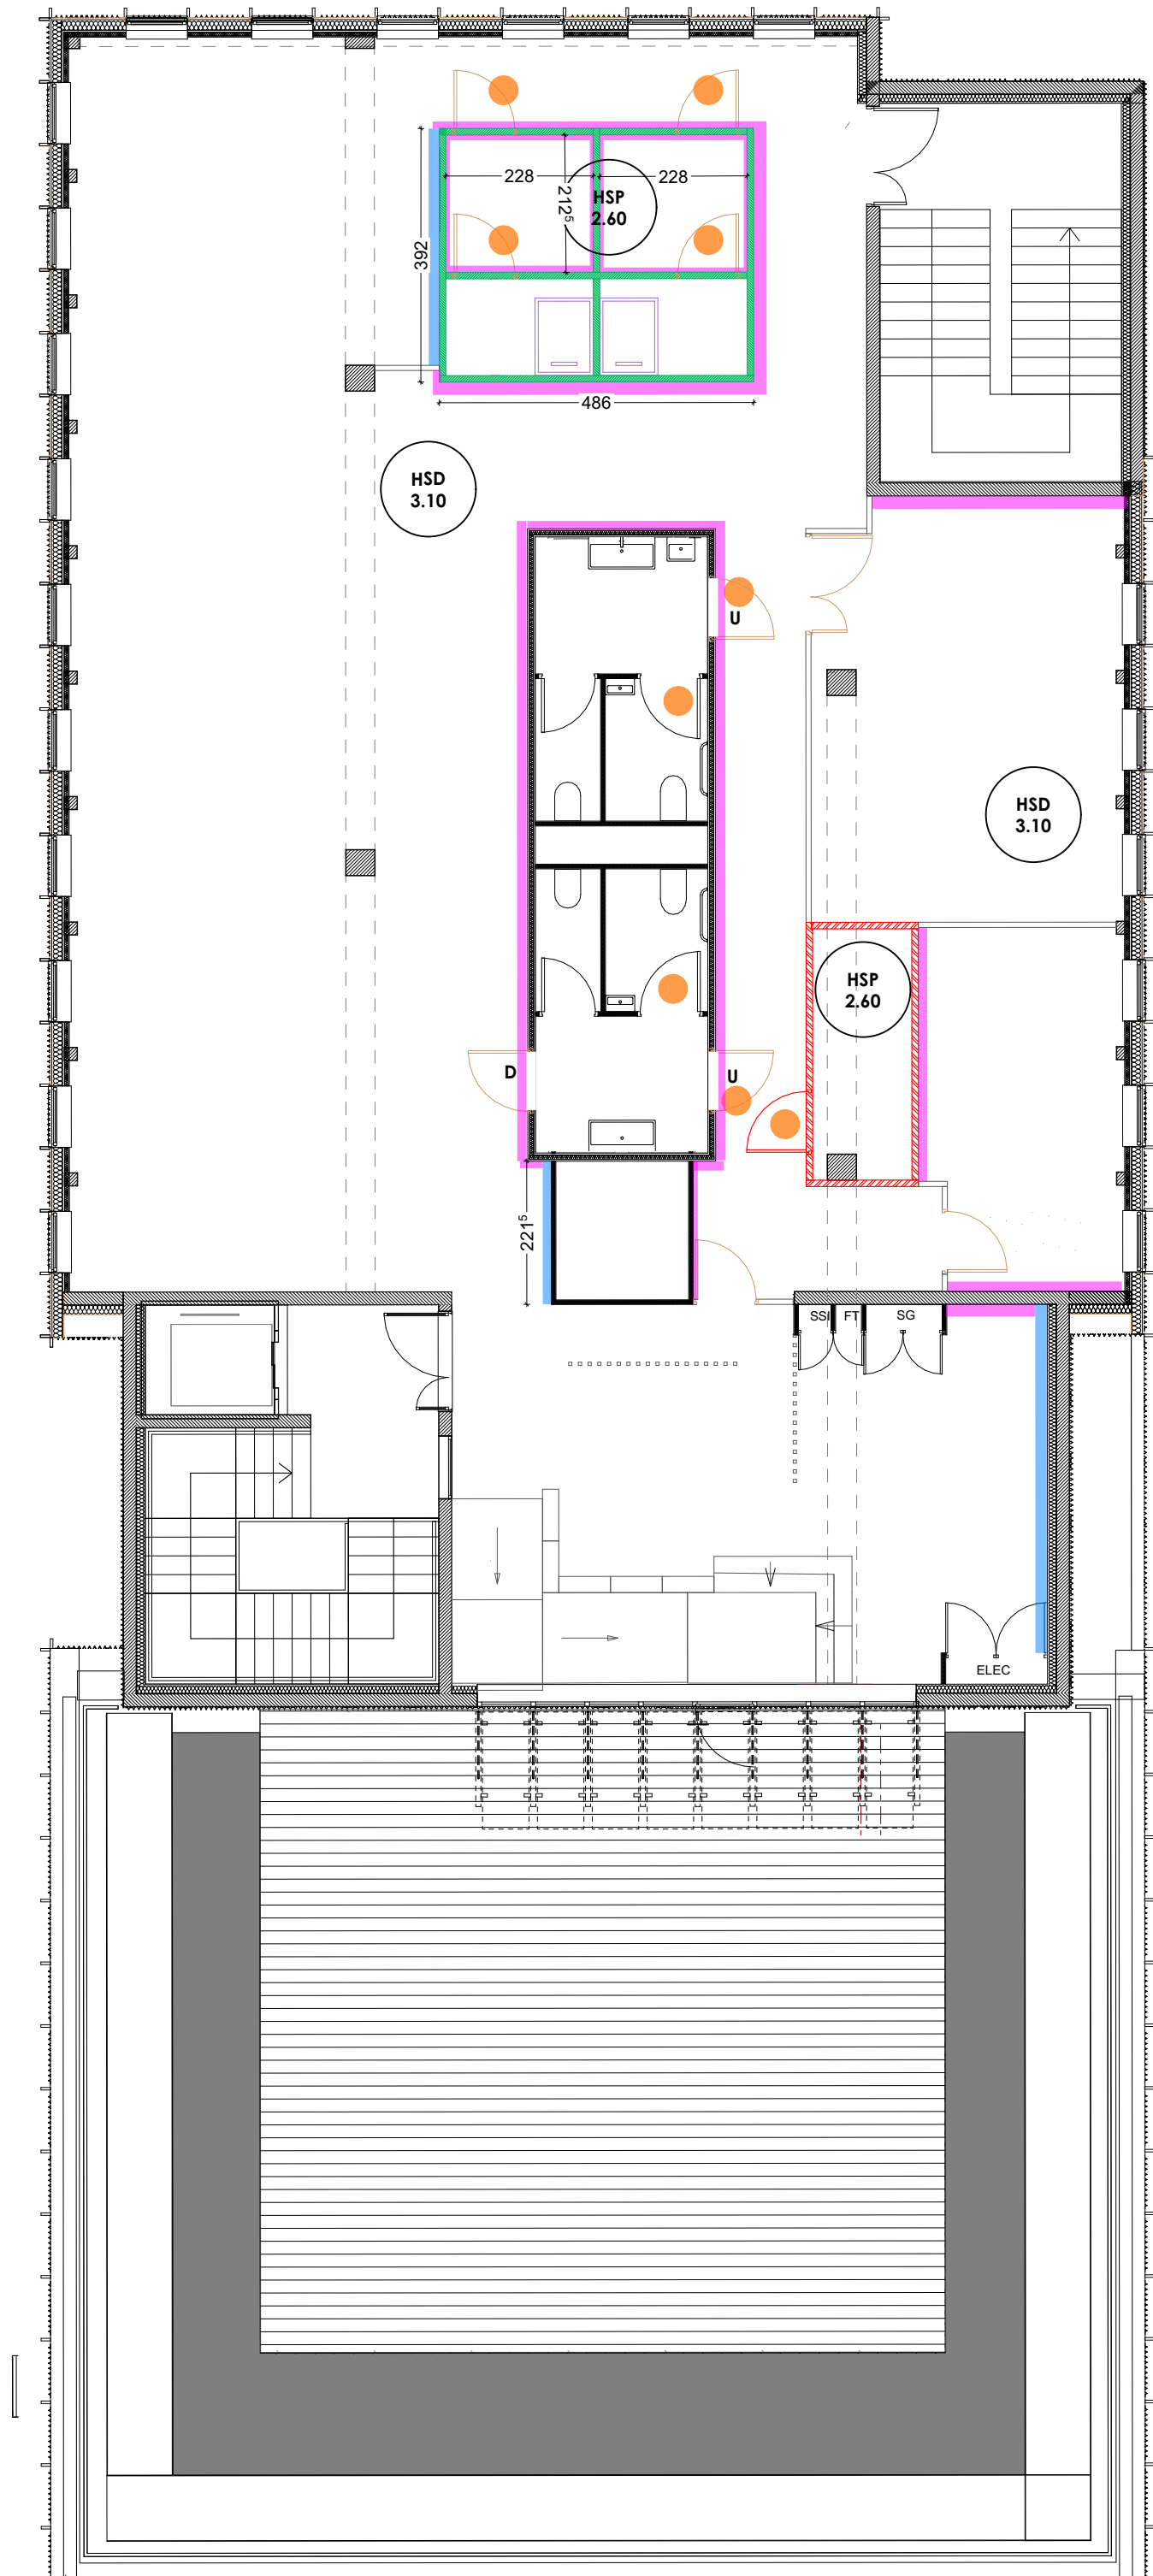 228
228
212⁵
HSP
2.60
392
486
HSD
3.10
U
HSD
3.10
HSP
2.60
D
U
221⁵
SSI
FT
SG
ELEC